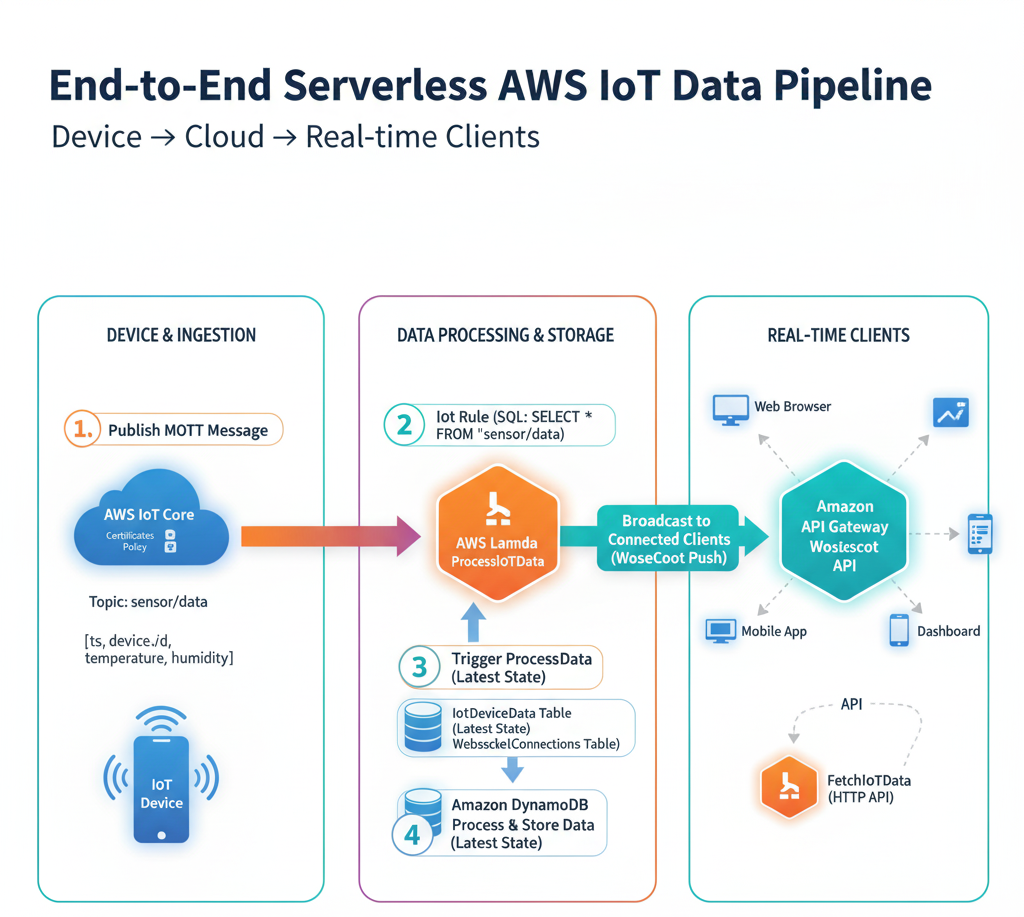 End-to-End Serverless AWS IoT Data Pipeline
Device → Cloud → Real-time Clients
DEVICE & INGESTION
1.
Publish MOTT Message
AWS IoT Core
Certificates
Policy
Topic: sensor/data
[ts, device./d,
temperature, humidity]
IoT
Device
DATA PROCESSING & STORAGE
2
Iot Rule (SQL: SELECT *
FROM "sensor/data)
AWS Lamda
ProcessIoTData
3
Trigger ProcessData
(Latest State)
IotDeviceData Table
(Latest State)
WebssckelConnections Table)
4
Amazon DynamoDB
Process & Store Data
(Latest State)
Broadcast to
Connected Clients
(WoseCoot Push)
REAL-TIME CLIENTS
Web Browser
Amazon
API Gateway
Wosɪescot
API
Mobile App
Dashboard
API
FetchIoTData
(HTTP API)